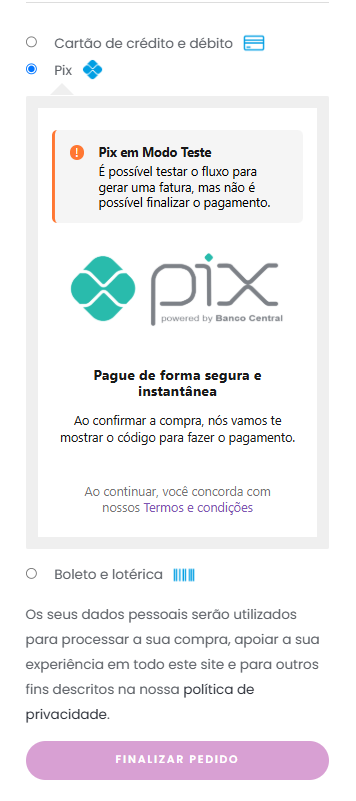 Cartão de crédito e débito
Pix
Pix em Modo Teste
É possível testar o fluxo para
gerar uma fatura, mas não é
possível finalizar o pagamento.
pix
powered by Banco Central
Pague de forma segura e
instantânea
Ao confirmar a compra, nós vamos te
mostrar o código para fazer o pagamento.
Ao continuar, você concorda com
nossos Termos e condições
Boleto e lotérica
Os seus dados pessoais serão utilizados
para processar a sua compra, apoiar a sua
experiência em todo este site e para outros
fins descritos na nossa política de
privacidade.
FINALIZAR PEDIDO